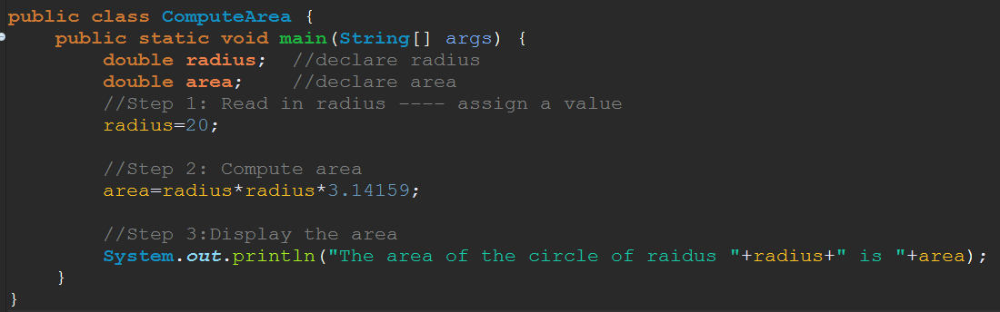 public class ComputeArea {
    public static void main(String[] args) {
        double radius;  //declare radius
        double area;    //declare area
        //Step 1: Read in radius ---- assign a value
        radius=20;

        //Step 2: Compute area
        area=radius*radius*3.14159;

        //Step 3:Display the area
        System.out.println("The area of the circle of raidus "+radius+" is "+area);
    }
}